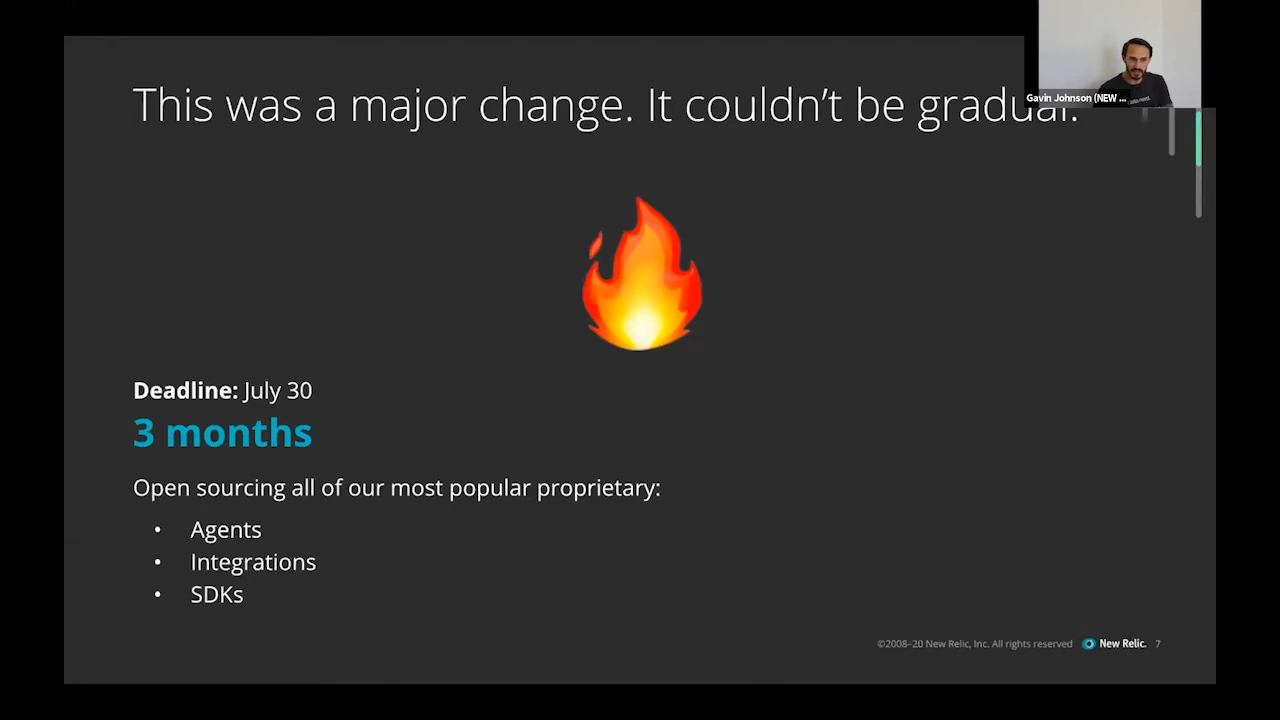 This was a major change. It couldn't be gradual.
Gavin Johnson (NEW ...
Deadline: July 30
3 months
Open sourcing all of our most popular proprietary:
• Agents
• Integrations
• SDKs
©2008–20 New Relic, Inc. All rights reserved New Relic. 7